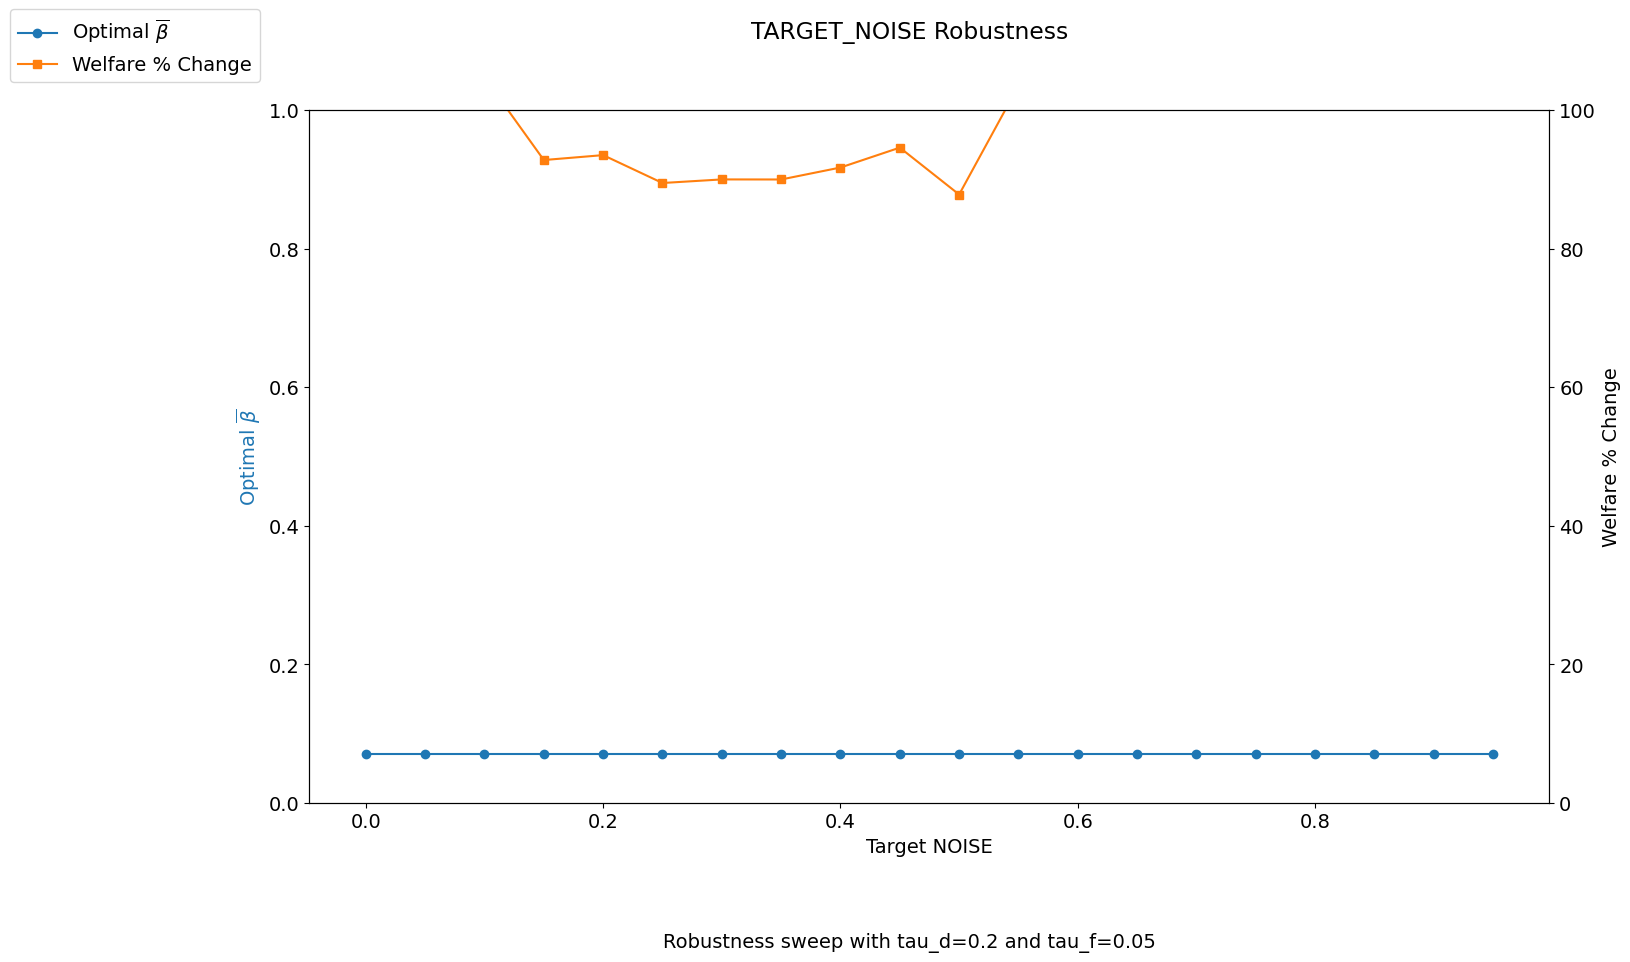 Optimal β̅
Welfare % Change
TARGET_NOISE Robustness
1.0
0.8
0.6
0.4
0.2
0.0
Optimal β̅
100
80
60
40
20
0
Welfare % Change
0.0 0.2 0.4 0.6 0.8
Target NOISE
Robustness sweep with tau_d=0.2 and tau_f=0.05